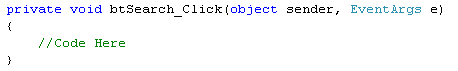 private void btSearch_Click(object sender, EventArgs e)
{
//Code Here
}